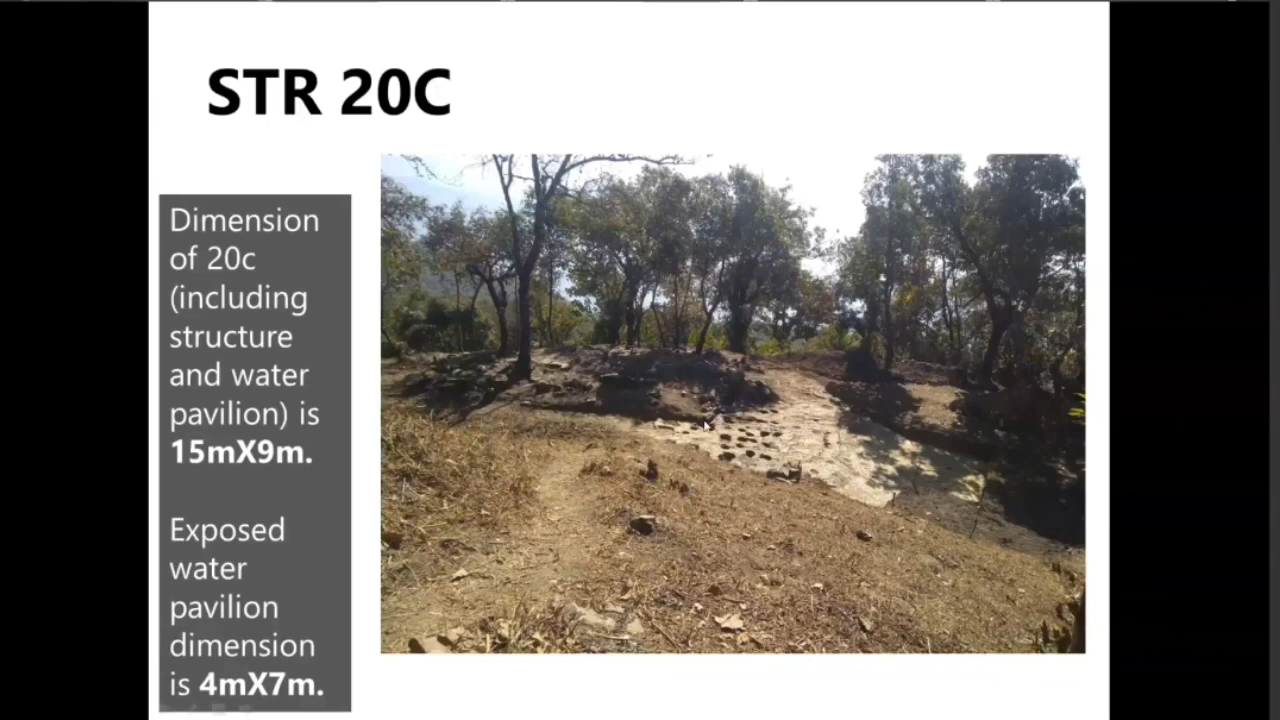 STR 20C
Dimension
of 20c
(including
structure
and water
pavilion) is
15mX9m.
Exposed
water
pavilion
dimension
is 4mX7m.